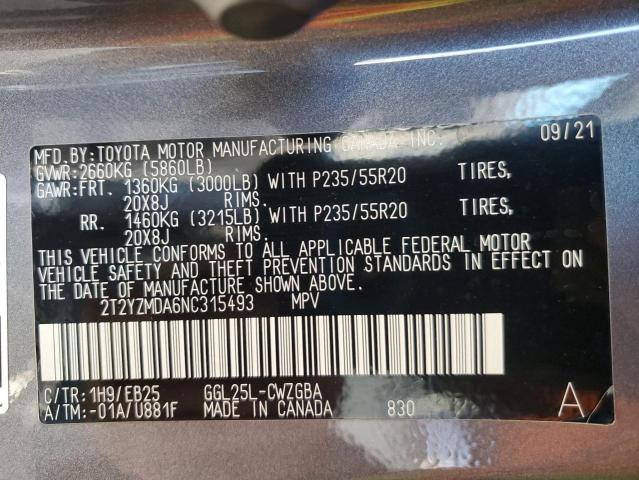 MFD.BY:TOYOTA MOTOR MANUFACTURING CANADA INC. 09/21
GVWR:2660KG (5860LB)
GAWR:FRT. 1360KG (3000LB) WITH P235/55R20 TIRES,
20X8J RIMS.
RR. 1460KG (3215LB) WITH P235/55R20 TIRES,
20X8J RIMS.
THIS VEHICLE CONFORMS TO ALL APPLICABLE FEDERAL MOTOR
VEHICLE SAFETY AND THEFT PREVENTION STANDARDS IN EFFECT ON
THE DATE OF MANUFACTURE SHOWN ABOVE.
2T2YZMDA6NC315493 MPV
C/TR: 1H9/EB25 GGL25L-CWZGBA
A/TM: -01A/U881F MADE IN CANADA 830 A